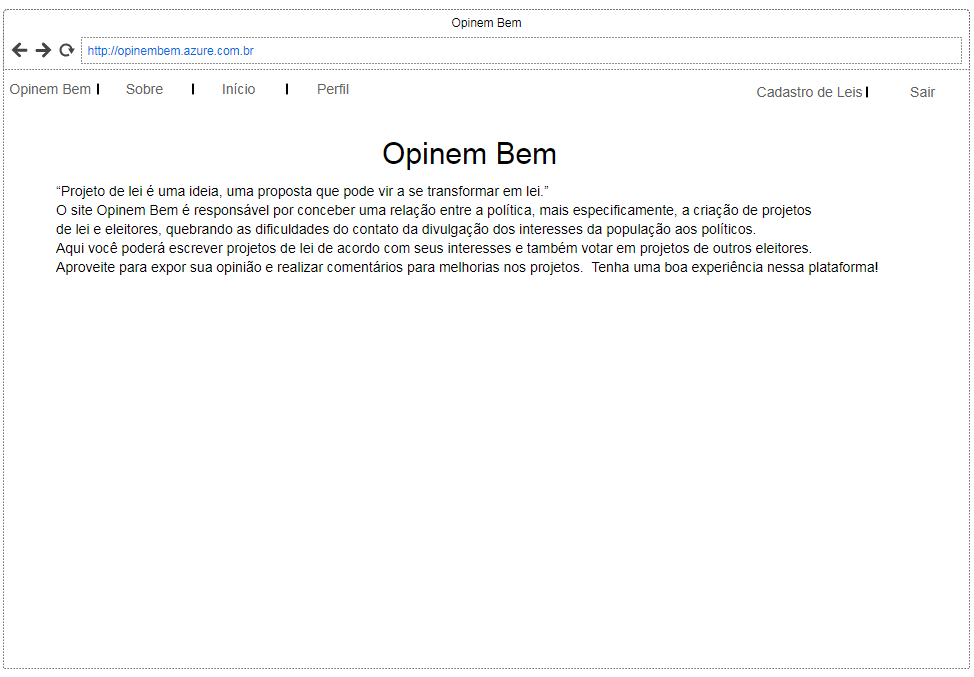 Opinem Bem
http://opinembem.azure.com.br
Opinem Bem | Sobre | Início | Perfil Cadastro de Leis | Sair
Opinem Bem
“Projeto de lei é uma ideia, uma proposta que pode vir a se transformar em lei.”
O site Opinem Bem é responsável por conceber uma relação entre a política, mais especificamente, a criação de projetos
de lei e eleitores, quebrando as dificuldades do contato da divulgação dos interesses da população aos políticos.
Aqui você poderá escrever projetos de lei de acordo com seus interesses e também votar em projetos de outros eleitores.
Aproveite para expor sua opinião e realizar comentários para melhorias nos projetos.  Tenha uma boa experiência nessa plataforma!